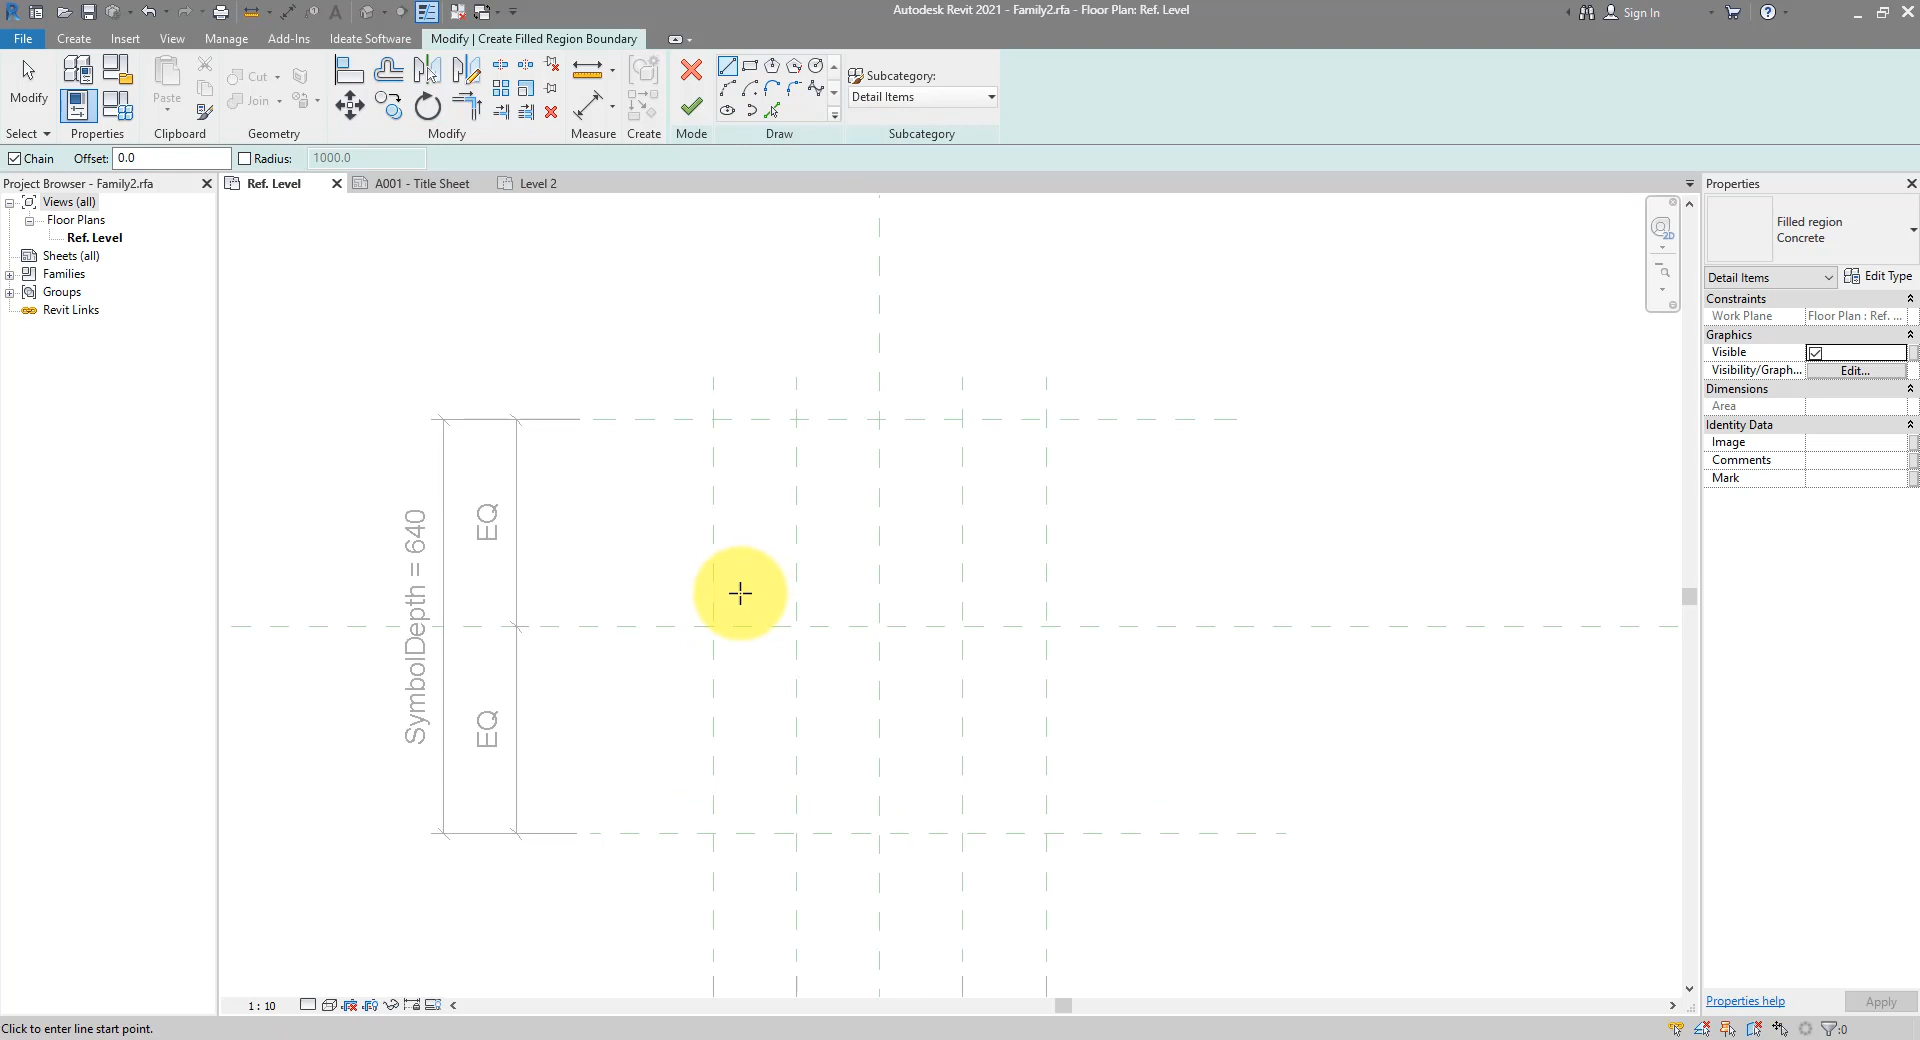 Autodesk Revit 2021 - Family2.rfa - Floor Plan: Ref. Level
Sign In
File
Create
Insert
View
Manage
Add-Ins
Ideate Software
Modify | Create Filled Region Boundary
Modify
Paste
Cut
Join
Subcategory:
Detail Items
Select
Properties
Clipboard
Geometry
Modify
Measure
Create
Mode
Draw
Subcategory
Chain
Offset:
0.0
Radius:
1000.0
Project Browser - Family2.rfa
Ref. Level
A001 - Title Sheet
Level 2
Properties
Views (all)
Floor Plans
Ref. Level
Sheets (all)
Families
Groups
Revit Links
SymbolDepth = 640
EQ
EQ
2D
Filled region
Concrete
Detail Items
Edit Type
Constraints
Work Plane
Floor Plan : Ref. ...
Graphics
Visible
Visibility/Graph...
Edit...
Dimensions
Area
Identity Data
Image
Comments
Mark
Properties help
Apply
1 : 10
Click to enter line start point.
:0